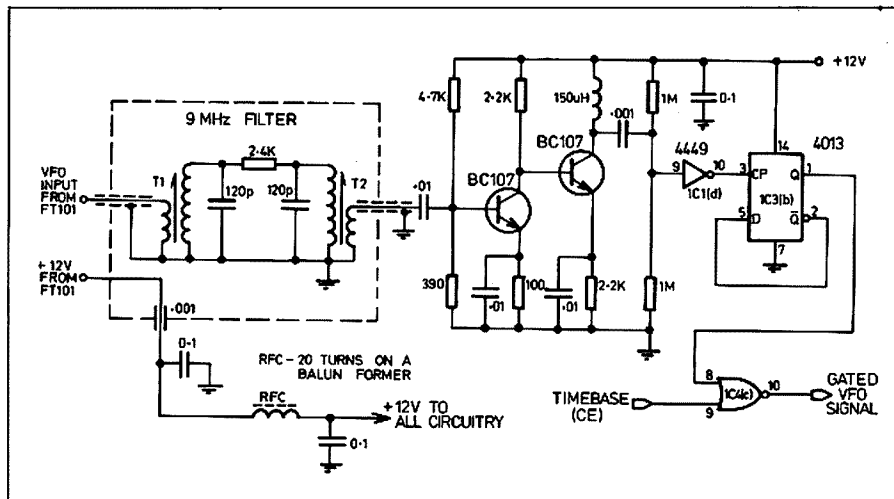 9 MHz FILTER
VFO
INPUT FROM
FT101
T1
2.4K
120p
120p
T2
+12V
FROM
FT101
·001
0·1
RFC-20 TURNS ON A
BALUN FORMER
RFC
+12V TO
ALL CIRCUITRY
0·1
·01
4·7K
2·2K
390
BC107
·01
100
150uH
·001
BC107
·01
2·2K
1M
1M
0·1
+12V
4449
9
10
1C1(d)
4013
14
3
CP
Q
1
1C3(b)
5
D
Q̅
2
7
8
9
1C4(c)
10
TIMEBASE
(CE)
GATED
VFO
SIGNAL